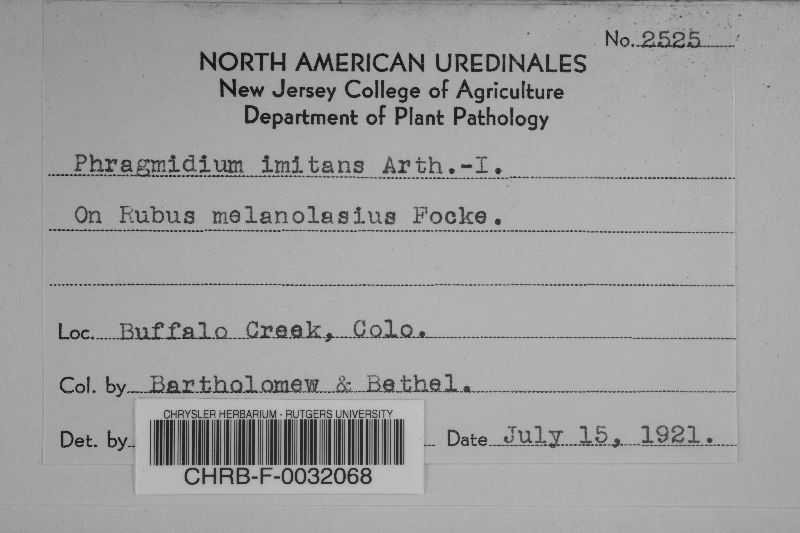 No. 2525
NORTH AMERICAN UREDINALES
New Jersey College of Agriculture
Department of Plant Pathology
Phragmidium imitans Arth.-I.
On Rubus melanolasius Focke.
Loc. Buffalo Creek, Colo.
Col. by Bartholomew & Bethel.
Det. by
Date July 15, 1921.
CHRYSLER HERBARIUM - RUTGERS UNIVERSITY
CHRB-F-0032068